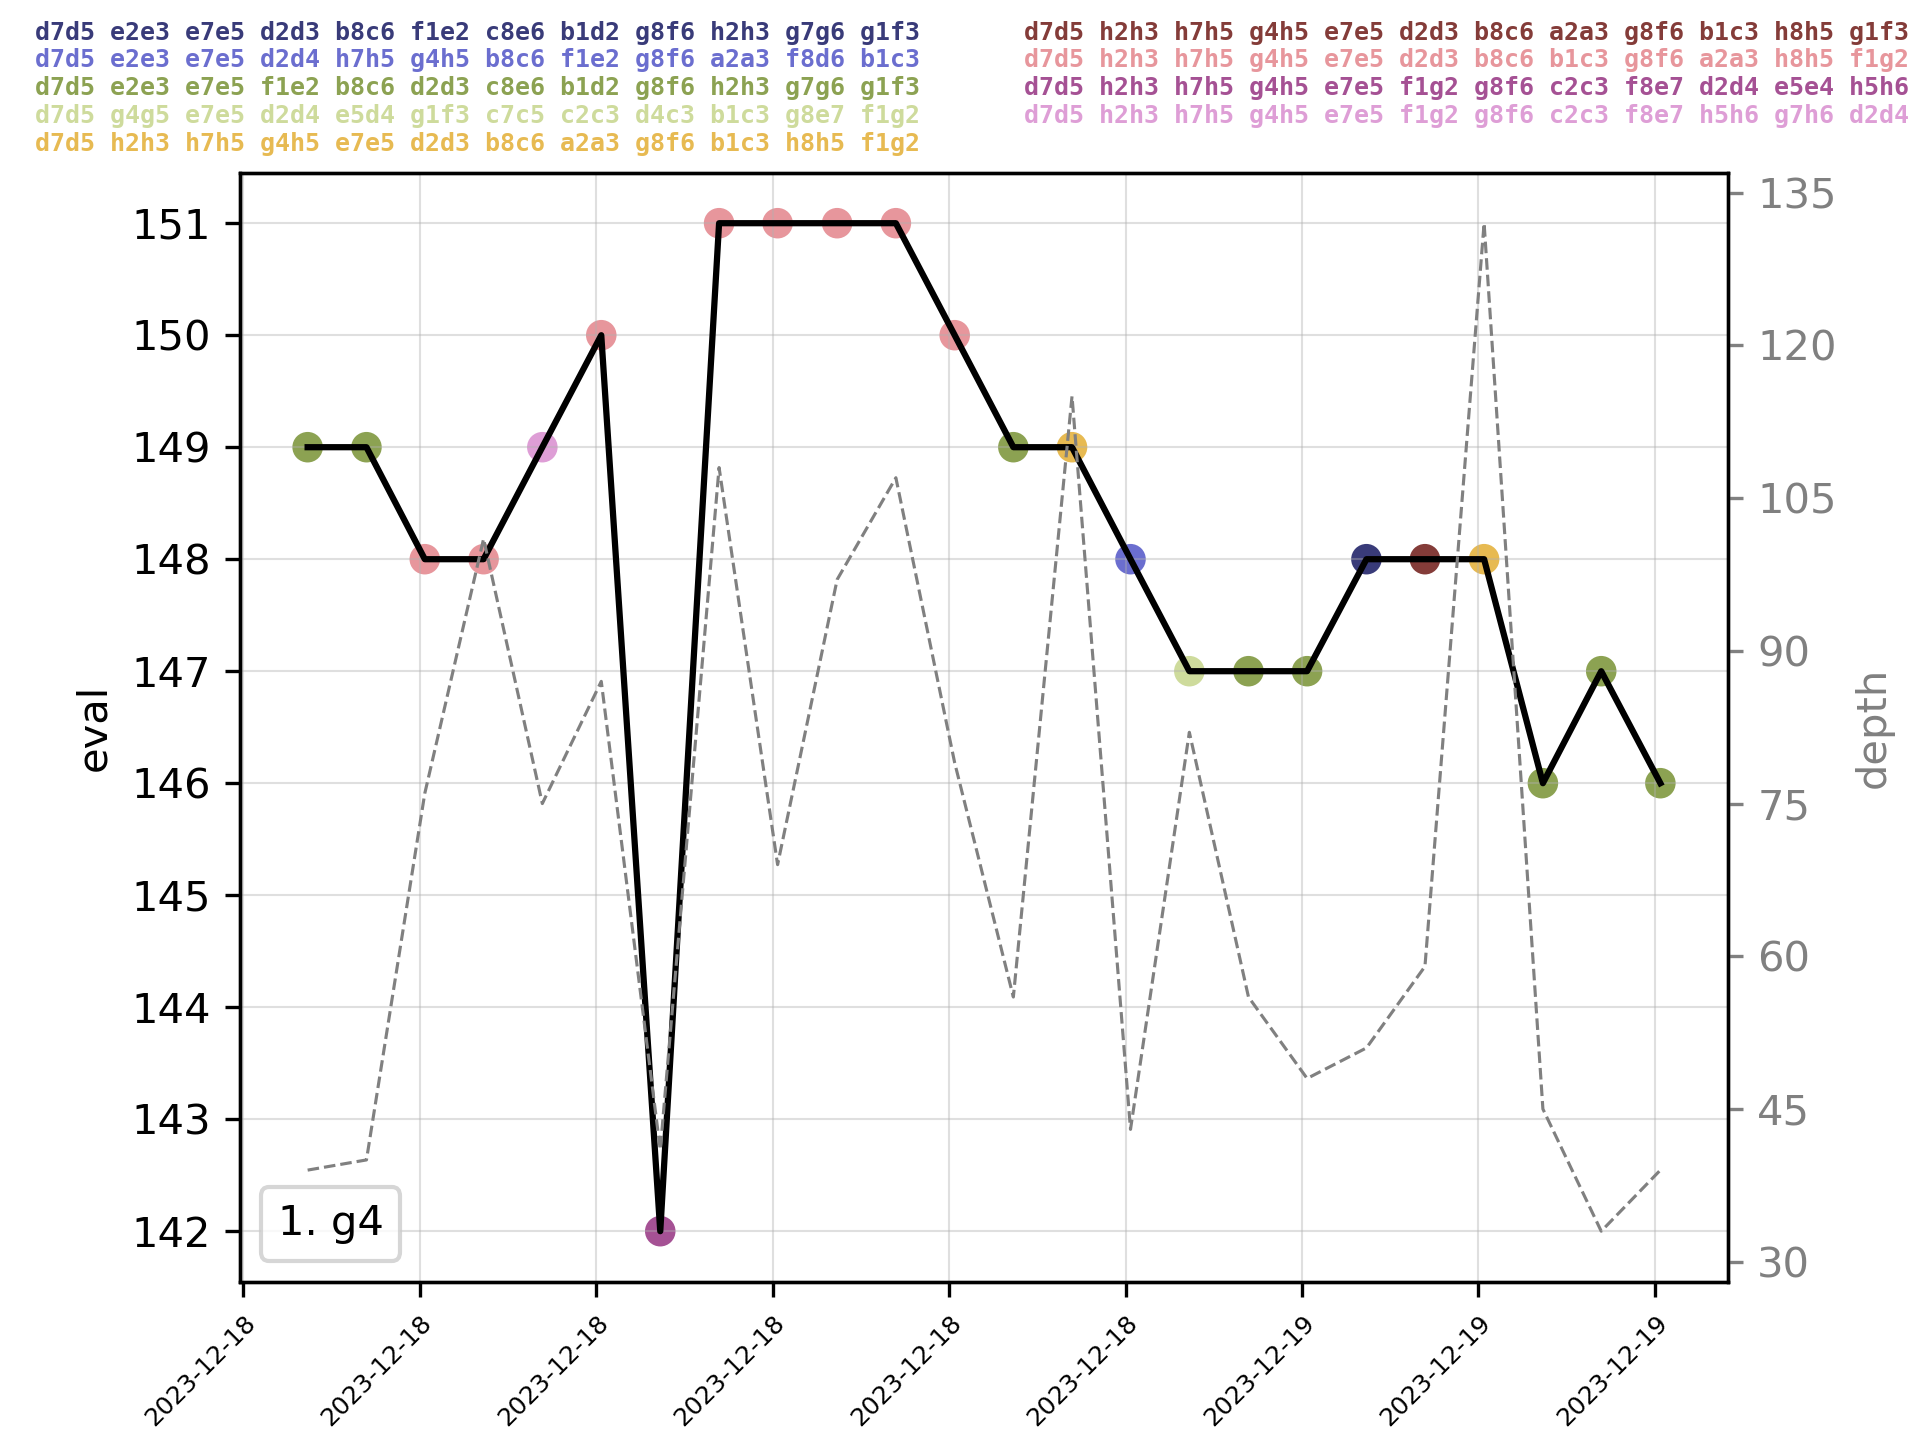 d7d5 e2e3 e7e5 d2d3 b8c6 f1e2 c8e6 b1d2 g8f6 h2h3 g7g6 g1f3
d7d5 e2e3 e7e5 d2d4 h7h5 g4h5 b8c6 f1e2 g8f6 a2a3 f8d6 b1c3
d7d5 e2e3 e7e5 f1e2 b8c6 d2d3 c8e6 b1d2 g8f6 h2h3 g7g6 g1f3
d7d5 g4g5 e7e5 d2d4 e5d4 g1f3 c7c5 c2c3 d4c3 b1c3 g8e7 f1g2
d7d5 h2h3 h7h5 g4h5 e7e5 d2d3 b8c6 a2a3 g8f6 b1c3 h8h5 f1g2
d7d5 h2h3 h7h5 g4h5 e7e5 d2d3 b8c6 a2a3 g8f6 b1c3 h8h5 g1f3
d7d5 h2h3 h7h5 g4h5 e7e5 d2d3 b8c6 b1c3 g8f6 a2a3 h8h5 f1g2
d7d5 h2h3 h7h5 g4h5 e7e5 f1g2 g8f6 c2c3 f8e7 d2d4 e5e4 h5h6
d7d5 h2h3 h7h5 g4h5 e7e5 f1g2 g8f6 c2c3 f8e7 h5h6 g7h6 d2d4
151
150
149
148
147
146
145
144
143
142
eval
135
120
105
90
75
60
45
30
depth
1. g4
2023-12-18
2023-12-18
2023-12-18
2023-12-18
2023-12-18
2023-12-18
2023-12-19
2023-12-19
2023-12-19